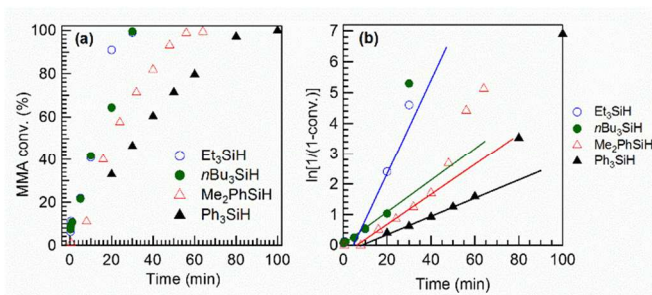 (a)
100
80
60
40
20
0
MMA conv. (%)
Et₃SiH
nBu₃SiH
Me₂PhSiH
Ph₃SiH
0 20 40 60 80 100
Time (min)
(b)
7
6
5
4
3
2
1
0
ln[1/(1-conv.)]
Et₃SiH
nBu₃SiH
Me₂PhSiH
Ph₃SiH
0 20 40 60 80 100
Time (min)